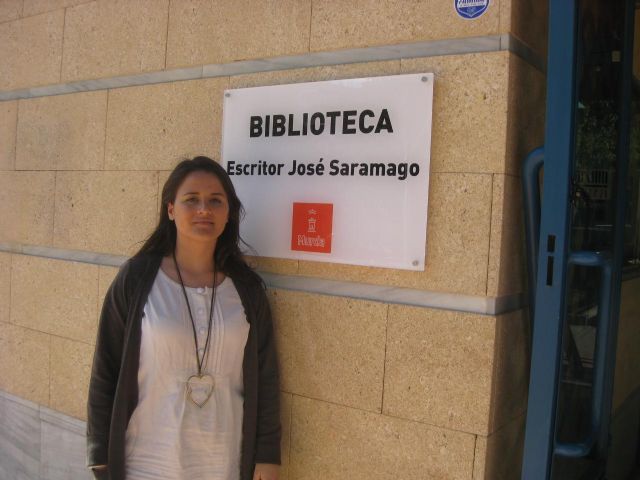 BIBLIOTECA
Escritor José Saramago
Murcia